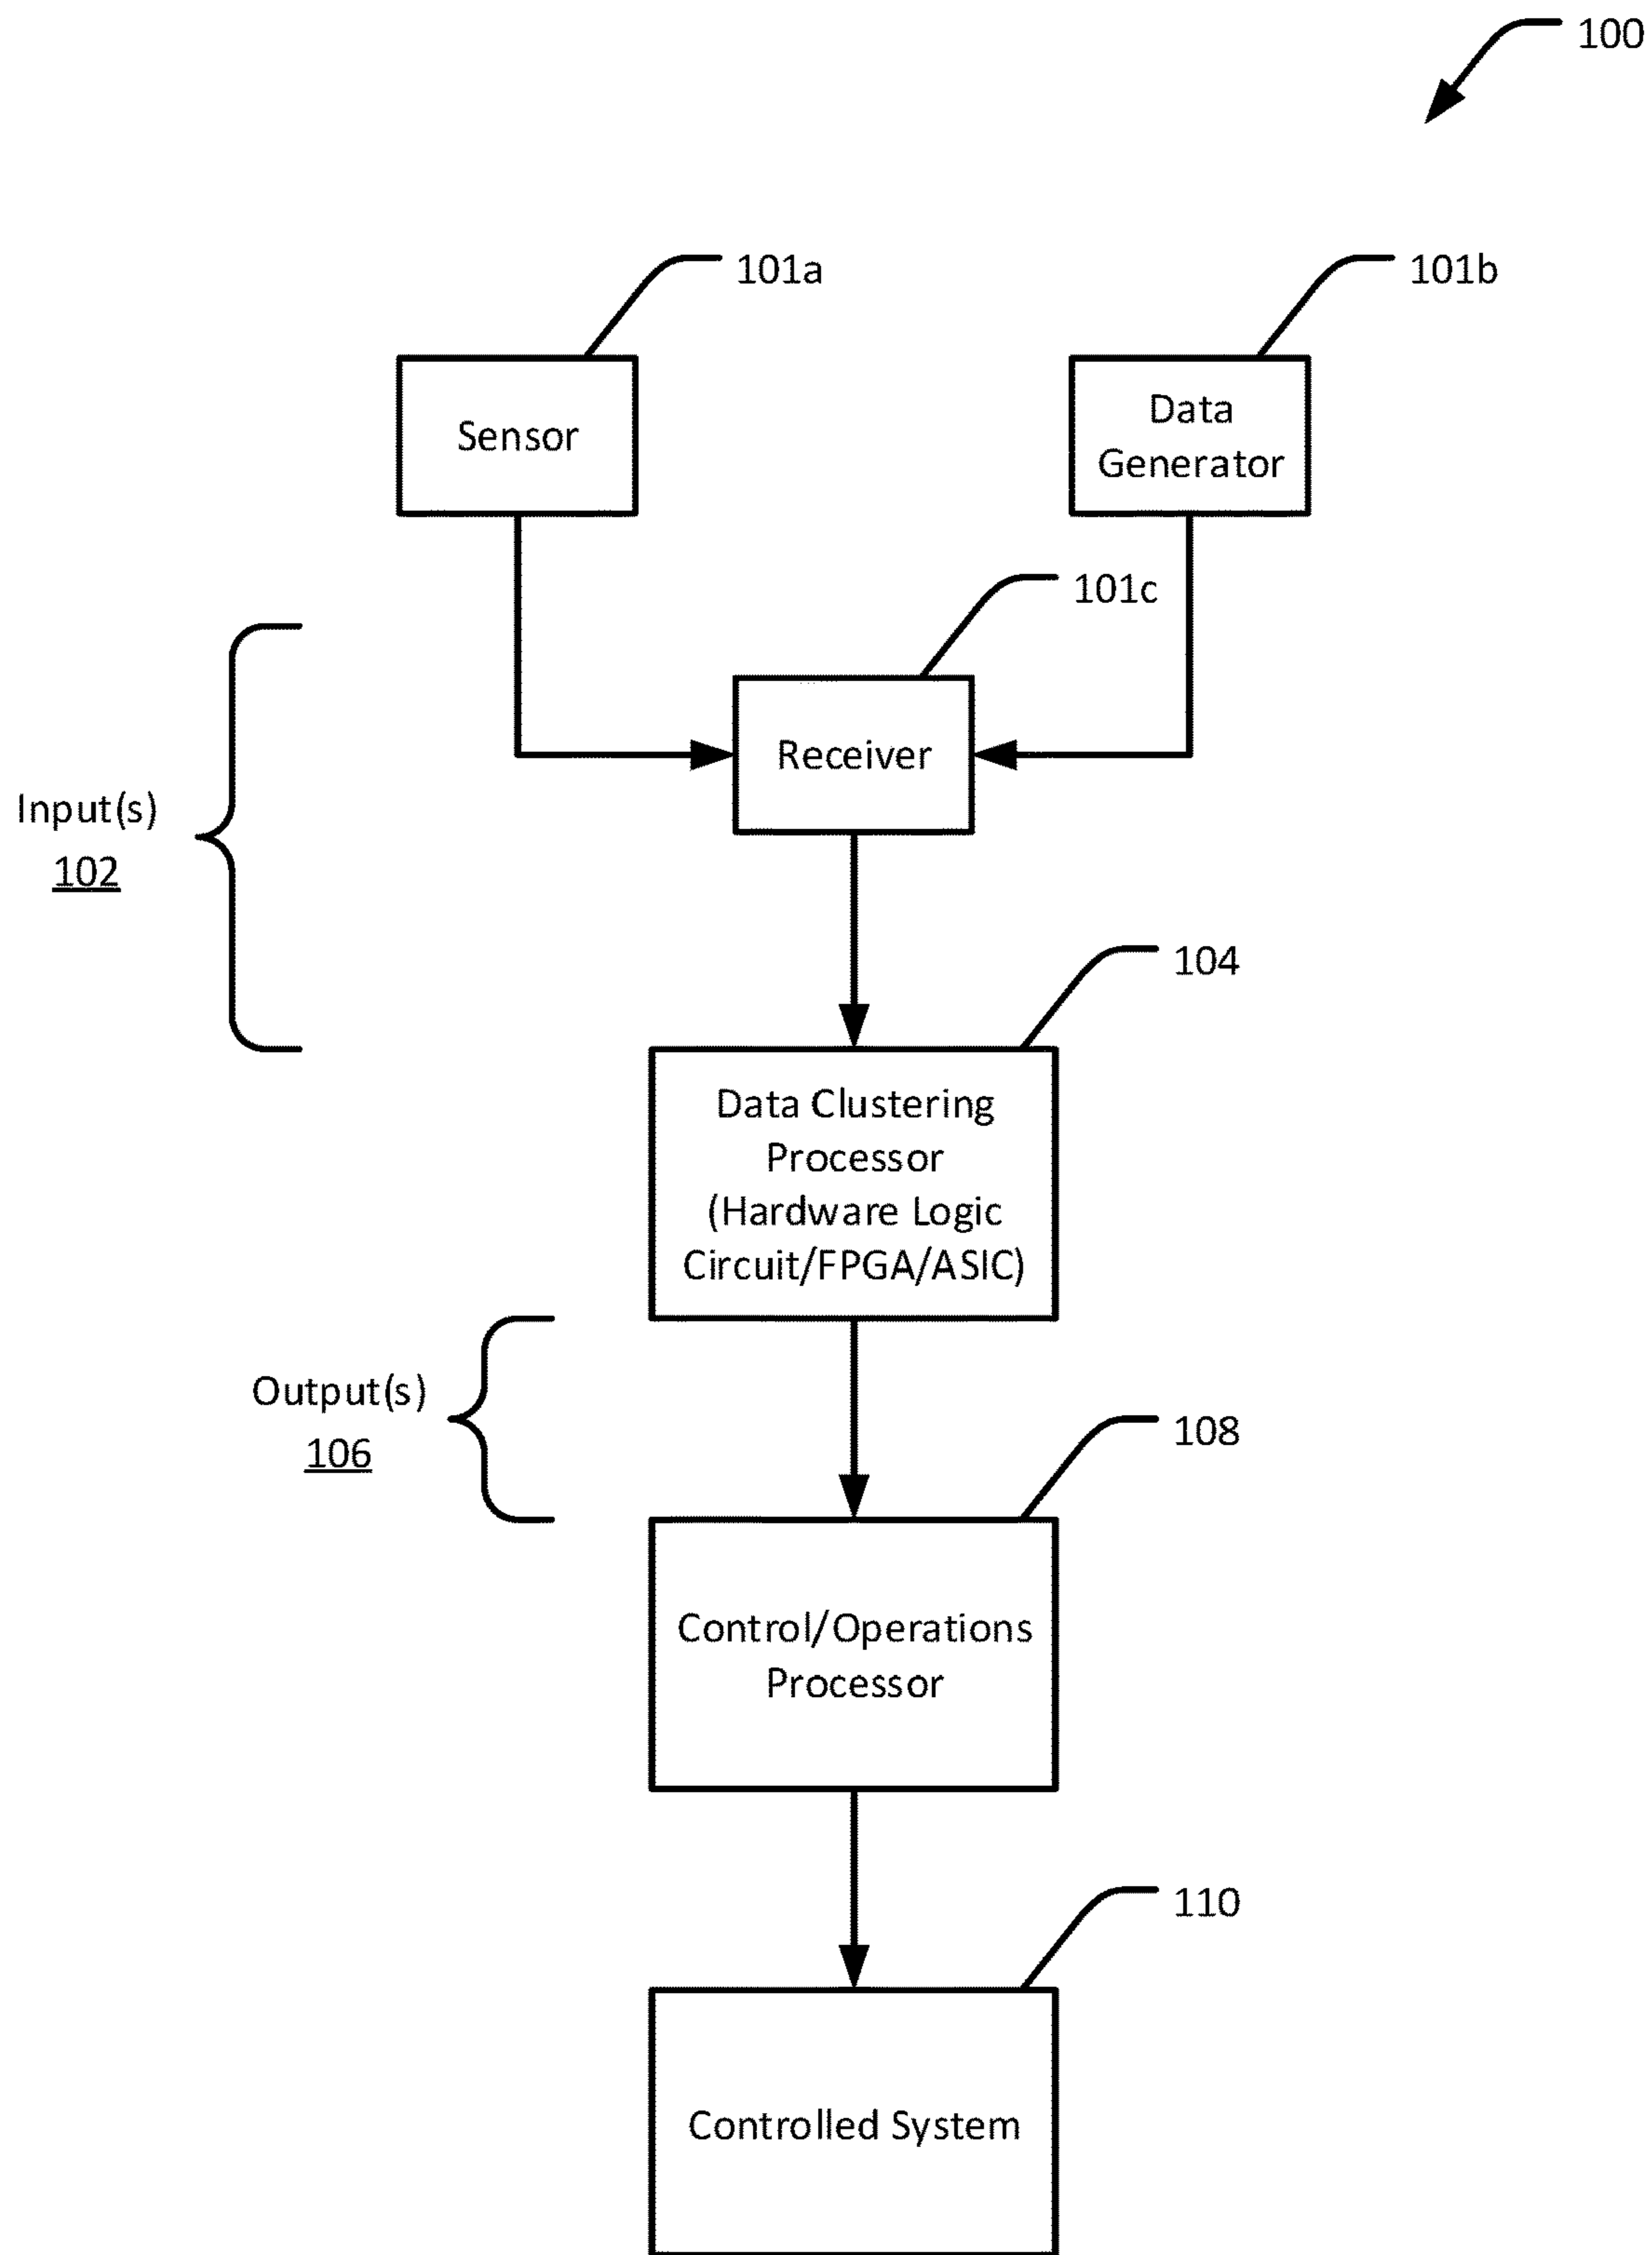 100
101a
101b
Sensor
Data
Generator
101c
Receiver
Input(s)
102
104
Data Clustering
Processor
(Hardware Logic
Circuit/FPGA/ASIC)
Output(s)
106
108
Control/Operations
Processor
110
Controlled System